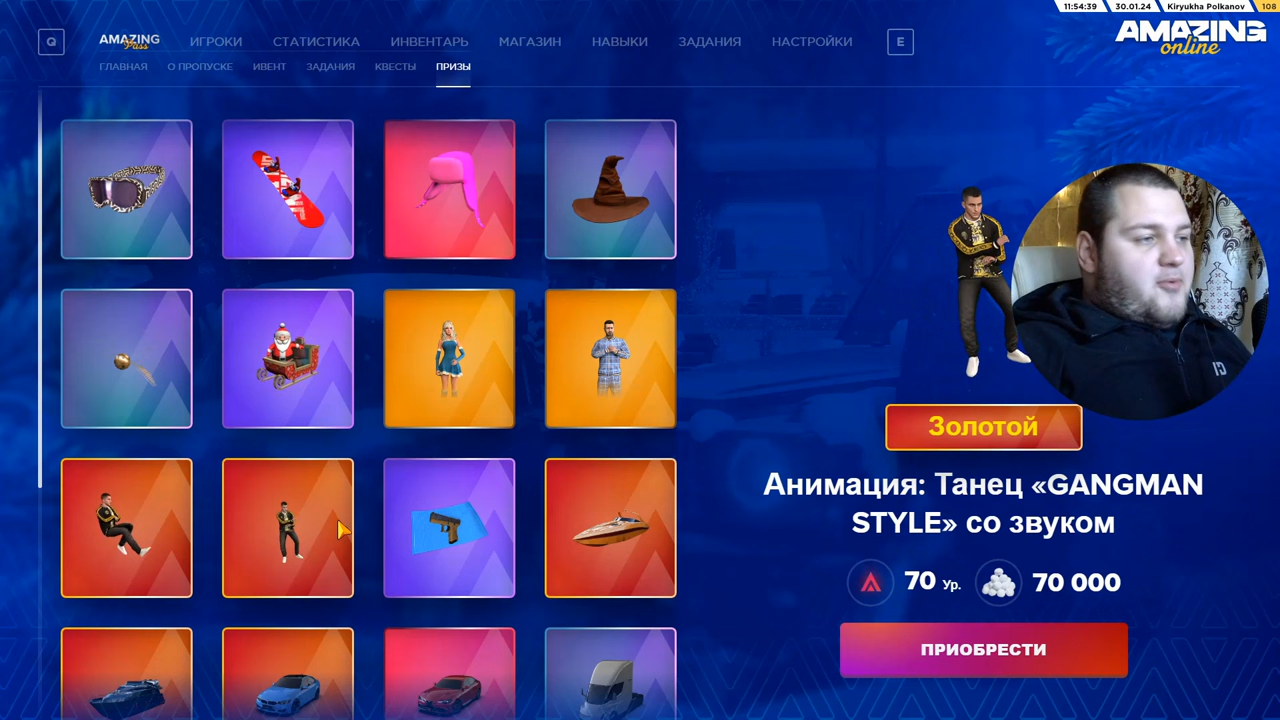 11:54:39 30.01.24 Kiryukha Polkanov 108
AMAZING online
Q AMAZING Pass ИГРОКИ СТАТИСТИКА ИНВЕНТАРЬ МАГАЗИН НАВЫКИ ЗАДАНИЯ НАСТРОЙКИ E
ГЛАВНАЯ О ПРОПУСКЕ ИВЕНТ ЗАДАНИЯ КВЕСТЫ ПРИЗЫ
Золотой
Анимация: Танец «GANGMAN
STYLE» со звуком
70 Ур. 70 000
ПРИОБРЕСТИ